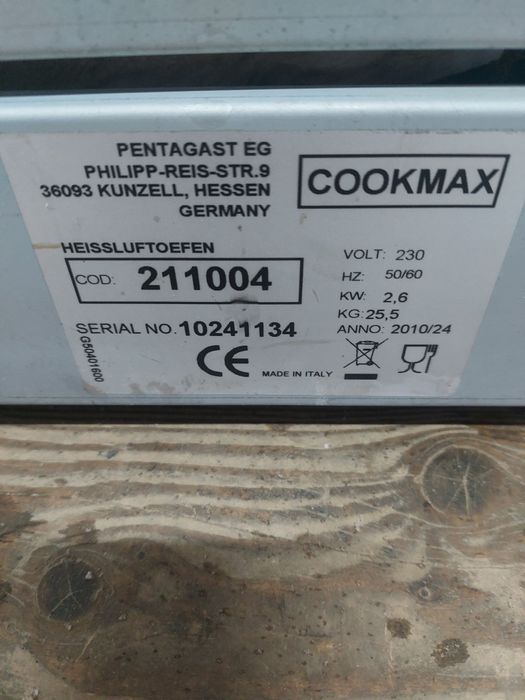 PENTAGAST EG
PHILIPP-REIS-STR.9
36093 KUNZELL, HESSEN
GERMANY
COOKMAX
HEISSLUFTOEFEN
COD: 211004
SERIAL NO. 10241134
VOLT: 230
HZ: 50/60
KW: 2,6
KG: 25,5
ANNO: 2010/24
CE
MADE IN ITALY
G50401600